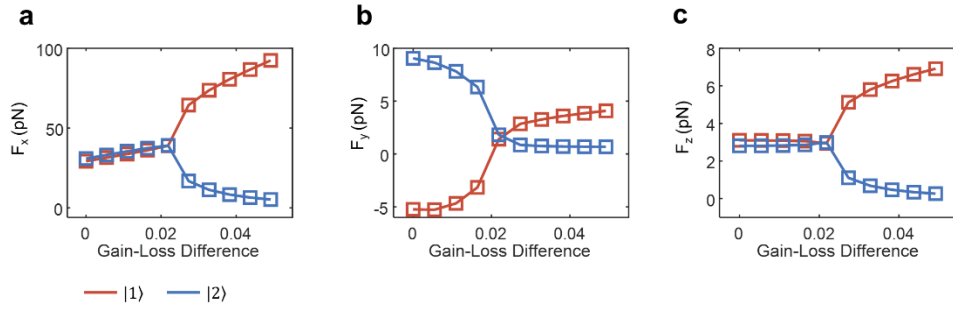 a
b
c
F_x (pN)
100
50
0
0
0.02
0.04
Gain-Loss Difference
F_y (pN)
10
5
0
-5
0
0.02
0.04
Gain-Loss Difference
F_z (pN)
8
6
4
2
0
0
0.02
0.04
Gain-Loss Difference
|1⟩
|2⟩